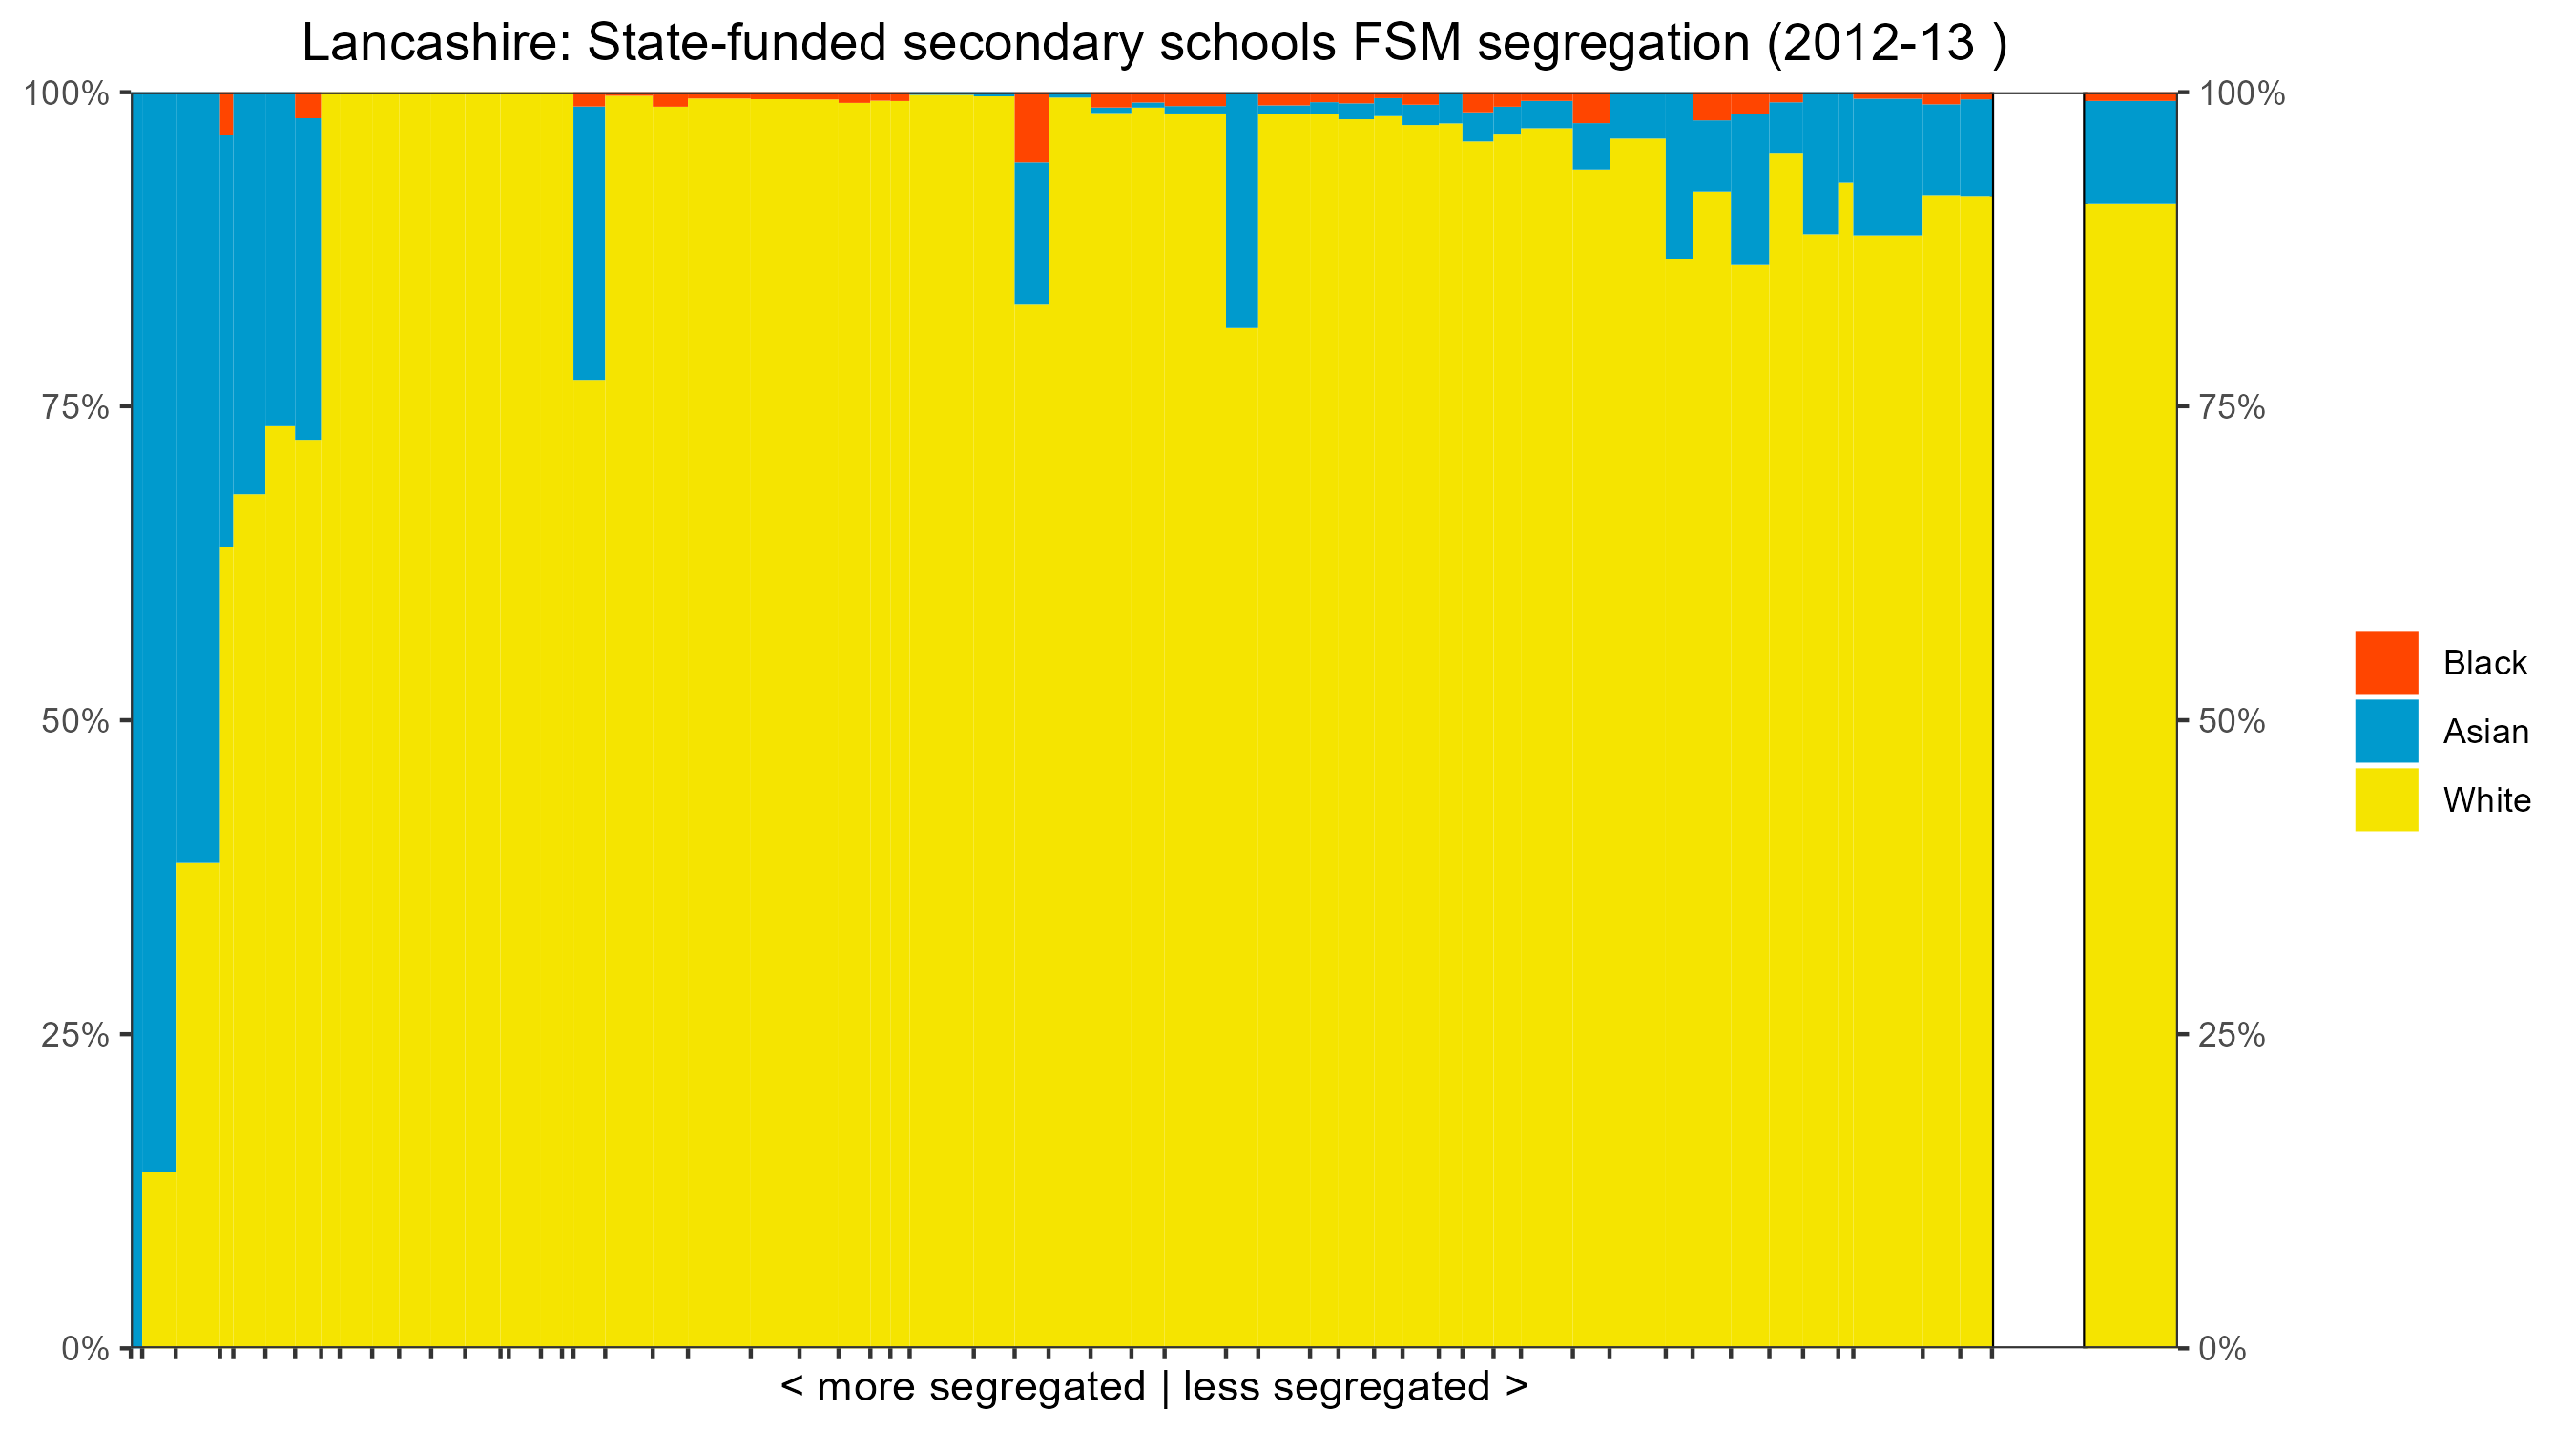 Lancashire: State-funded secondary schools FSM segregation (2012-13 )
100%
75%
50%
25%
0%
100%
75%
50%
25%
0%
Black
Asian
White
< more segregated | less segregated >